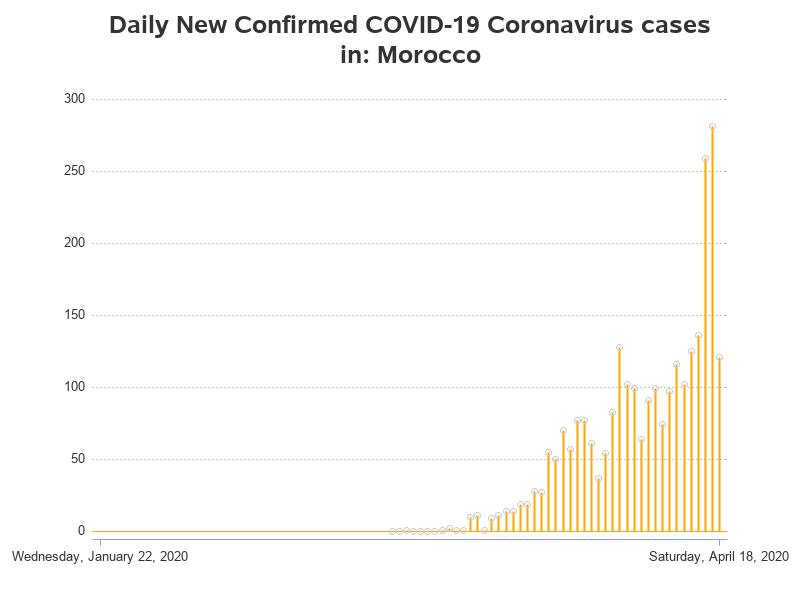 Daily New Confirmed COVID-19 Coronavirus cases
in: Morocco
300
250
200
150
100
50
0
Wednesday, January 22, 2020 Saturday, April 18, 2020